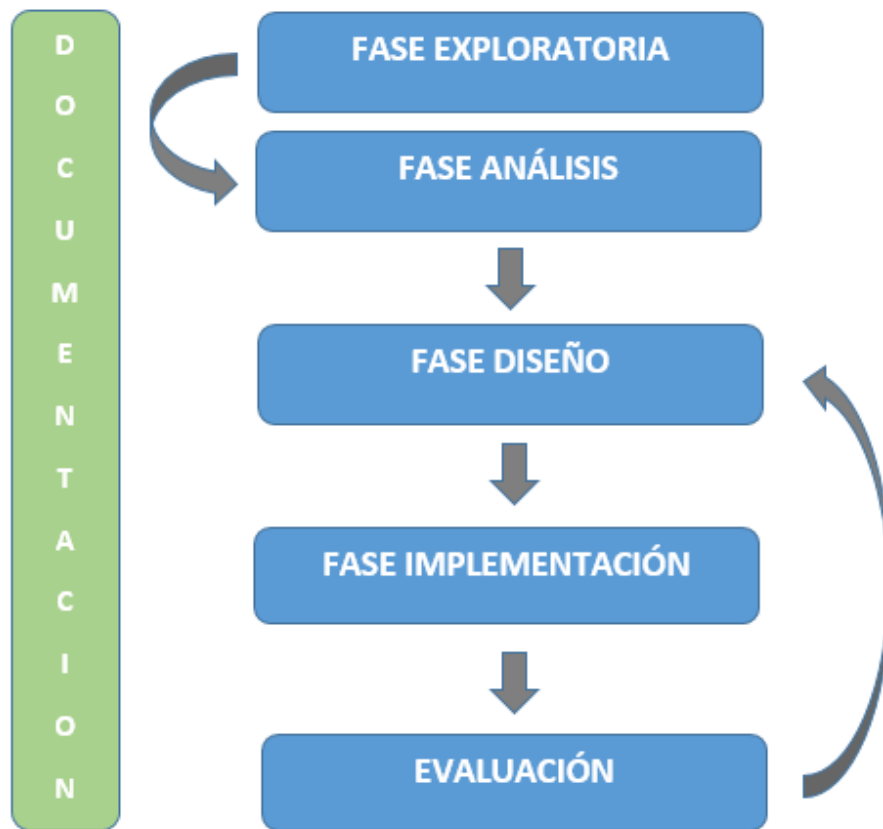 D
O
C
U
M
E
N
T
A
C
I
O
N
FASE EXPLORATORIA
FASE ANÁLISIS
FASE DISEÑO
FASE IMPLEMENTACIÓN
EVALUACIÓN